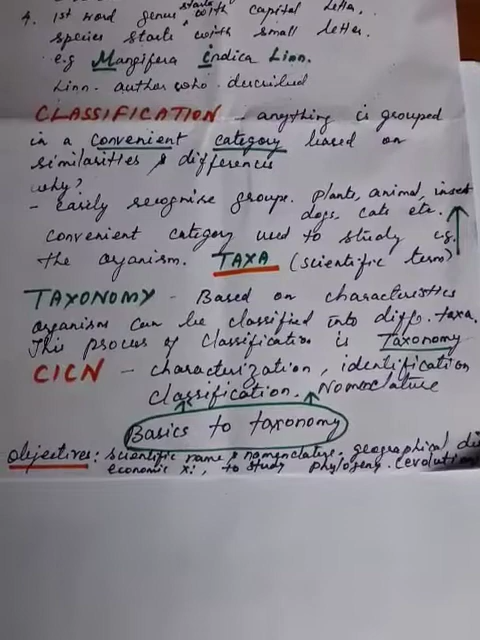 4. 1st word genus starts with capital letter.
species starts with small letter.
e.g Mangifera indica Linn.
Linn. author who described
CLASSIFICATION - anything is grouped
in a convenient category based on
similarities & differences
why?
- easily recognise groups. plants, animal, insect
dogs, cats etc.
convenient category used to study e.g.
the organism. TAXA (scientific term)
TAXONOMY - Based on characteristics
organism can be classified into diff. taxa.
This process of classification is Taxonomy
CICN - characterization, identification
classification. Nomenclature
Basics to taxonomy
Objectives: scientific name & nomenclature. geographical
economic to study phylogeny. (evolution